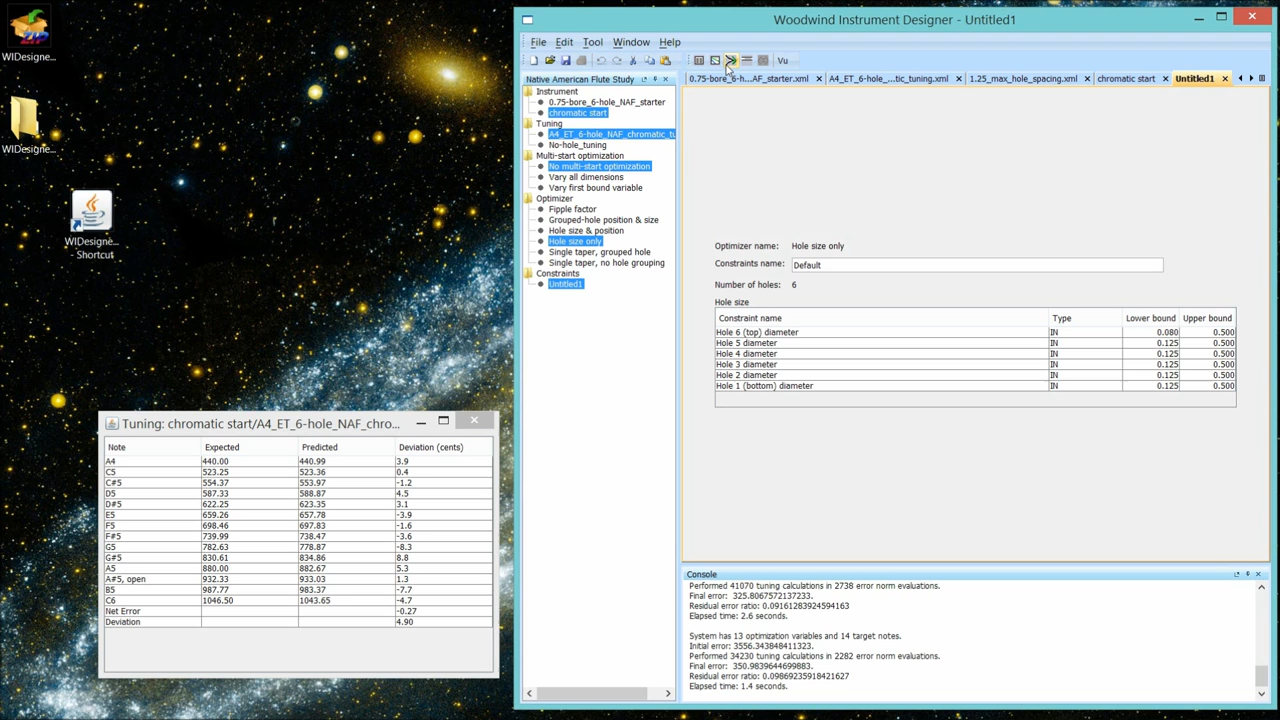 ZIP
WIDesigne...
WIDesigne...
WIDesigne...
- Shortcut
Woodwind Instrument Designer - Untitled1
File Edit Tool Window Help
Vu
Native American Flute Study
Instrument
0.75-bore_6-hole_NAF_starter
chromatic start
Tuning
A4_ET_6-hole_NAF_chromatic_tu
No-hole_tuning
Multi-start optimization
No multi-start optimization
Vary all dimensions
Vary first bound variable
Optimizer
Fipple factor
Grouped-hole position & size
Hole size & position
Hole size only
Single taper, grouped hole
Single taper, no hole grouping
Constraints
Untitled1
0.75-bore_6-h...AF_starter.xml A4_ET_6-hole_...tic_tuning.xml 1.25_max_hole_spacing.xml chromatic start Untitled1
Optimizer name: Hole size only
Constraints name: Default
Number of holes: 6
Hole size
Constraint name Type Lower bound Upper bound
Hole 6 (top) diameter IN 0.080 0.500
Hole 5 diameter IN 0.125 0.500
Hole 4 diameter IN 0.125 0.500
Hole 3 diameter IN 0.125 0.500
Hole 2 diameter IN 0.125 0.500
Hole 1 (bottom) diameter IN 0.125 0.500
Console
Performed 41070 tuning calculations in 2738 error norm evaluations.
Final error: 325.8067572137233.
Residual error ratio: 0.09161283924594163
Elapsed time: 2.6 seconds.
System has 13 optimization variables and 14 target notes.
Initial error: 3556.343848411323.
Performed 34230 tuning calculations in 2282 error norm evaluations.
Final error: 350.9839644699883.
Residual error ratio: 0.09869235918421627
Elapsed time: 1.4 seconds.
Tuning: chromatic start/A4_ET_6-hole_NAF_chro...
Note Expected Predicted Deviation (cents)
A4 440.00 440.99 3.9
C5 523.25 523.36 0.4
C#5 554.37 553.97 -1.2
D5 587.33 588.87 4.5
D#5 622.25 623.35 3.1
E5 659.26 657.78 -3.9
F5 698.46 697.83 -1.6
F#5 739.99 738.47 -3.6
G5 782.63 778.87 -8.3
G#5 830.61 834.86 8.8
A5 880.00 882.67 5.3
A#5, open 932.33 933.03 1.3
B5 987.77 983.37 -7.7
C6 1046.50 1043.65 -4.7
Net Error -0.27
Deviation 4.90